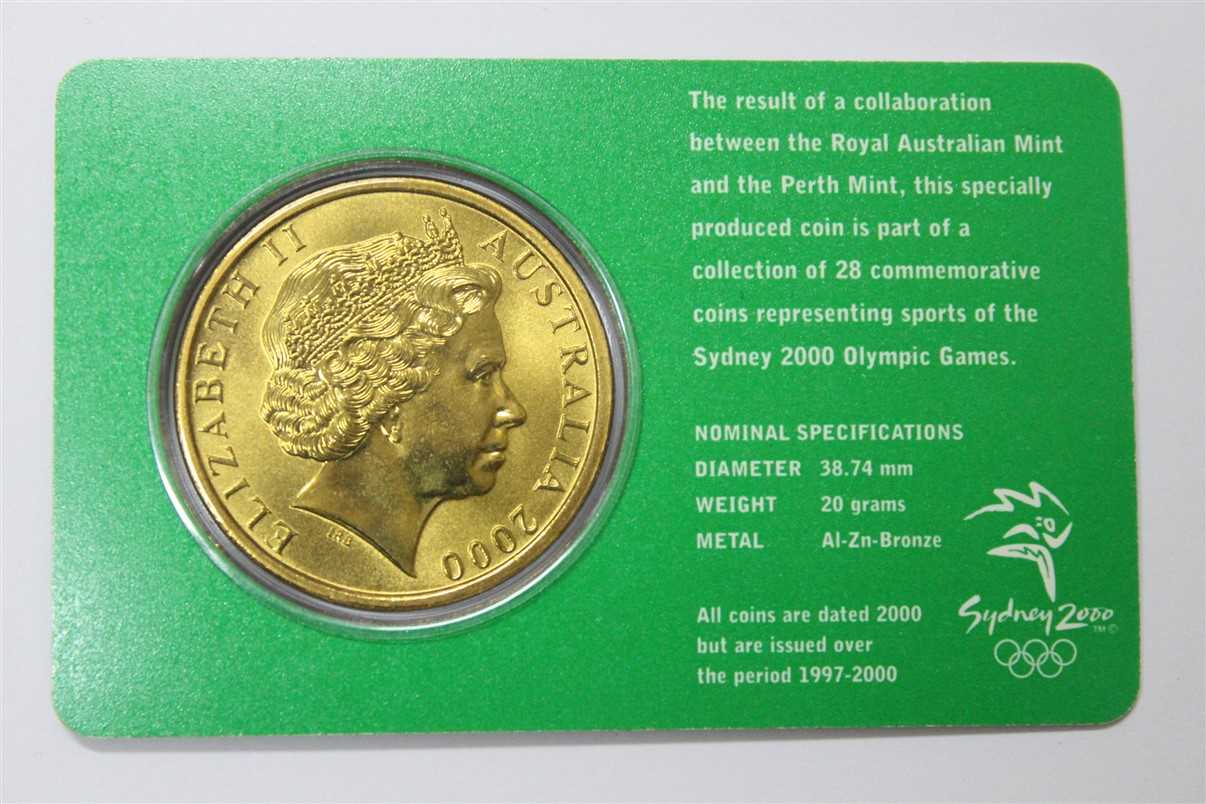 ELIZABETH II AUSTRALIA 2000
IRB
The result of a collaboration
between the Royal Australian Mint
and the Perth Mint, this specially
produced coin is part of a
collection of 28 commemorative
coins representing sports of the
Sydney 2000 Olympic Games.
NOMINAL SPECIFICATIONS
DIAMETER 38.74 mm
WEIGHT 20 grams
METAL Al-Zn-Bronze
All coins are dated 2000
but are issued over
the period 1997-2000
Sydney 2000
TM ©